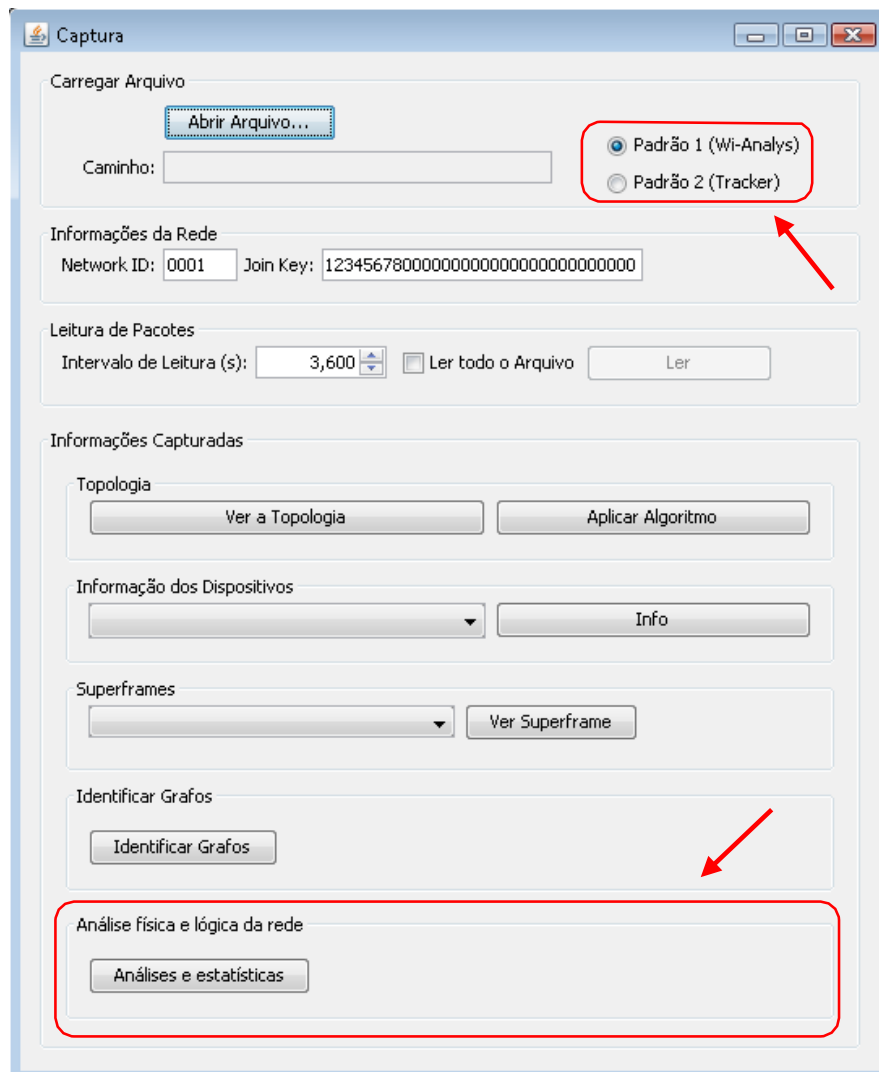 Captura
Carregar Arquivo
Abrir Arquivo...
Caminho:
Padrão 1 (Wi-Analys)
Padrão 2 (Tracker)
Informações da Rede
Network ID: 0001 Join Key: 12345678000000000000000000000000
Leitura de Pacotes
Intervalo de Leitura (s): 3,600 Ler todo o Arquivo Ler
Informações Capturadas
Topologia
Ver a Topologia Aplicar Algoritmo
Informação dos Dispositivos
Info
Superframes
Ver Superframe
Identificar Grafos
Identificar Grafos
Análise física e lógica da rede
Análises e estatísticas